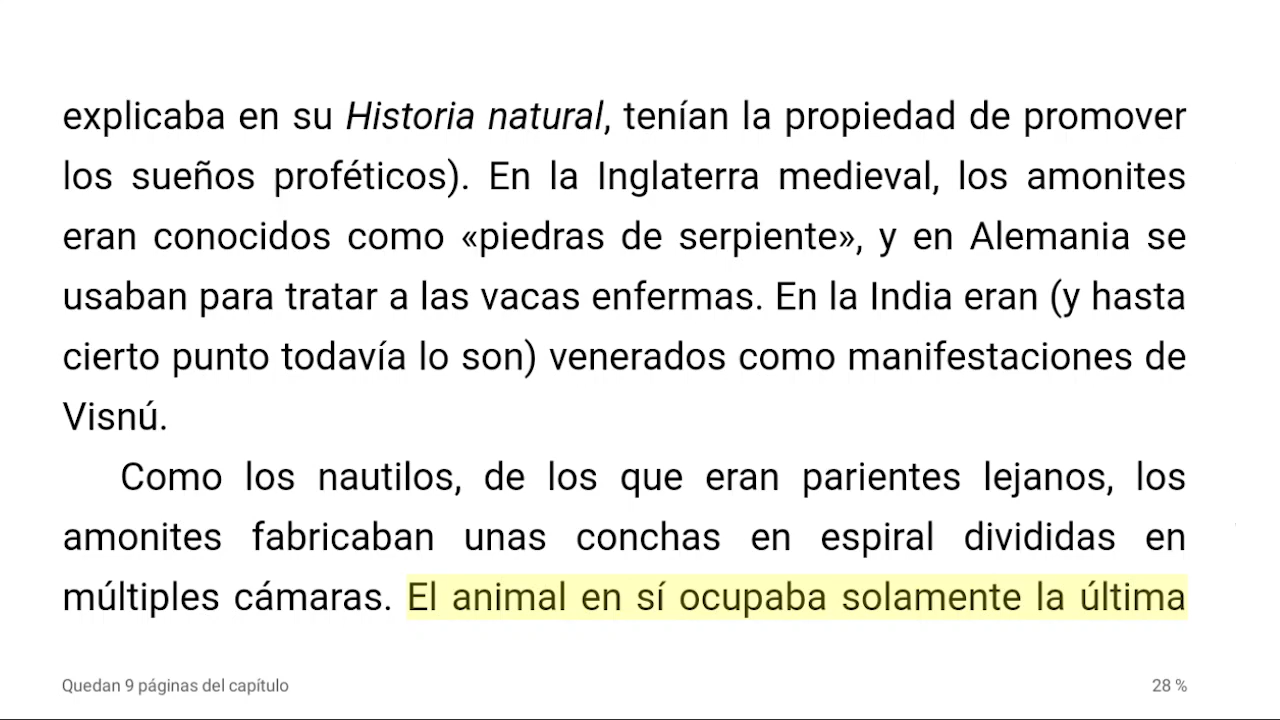 explicaba en su Historia natural, tenían la propiedad de promover
los sueños proféticos). En la Inglaterra medieval, los amonites
eran conocidos como «piedras de serpiente», y en Alemania se
usaban para tratar a las vacas enfermas. En la India eran (y hasta
cierto punto todavía lo son) venerados como manifestaciones de
Visnú.
Como los nautilos, de los que eran parientes lejanos, los
amonites fabricaban unas conchas en espiral divididas en
múltiples cámaras. El animal en sí ocupaba solamente la última
Quedan 9 páginas del capítulo
28 %